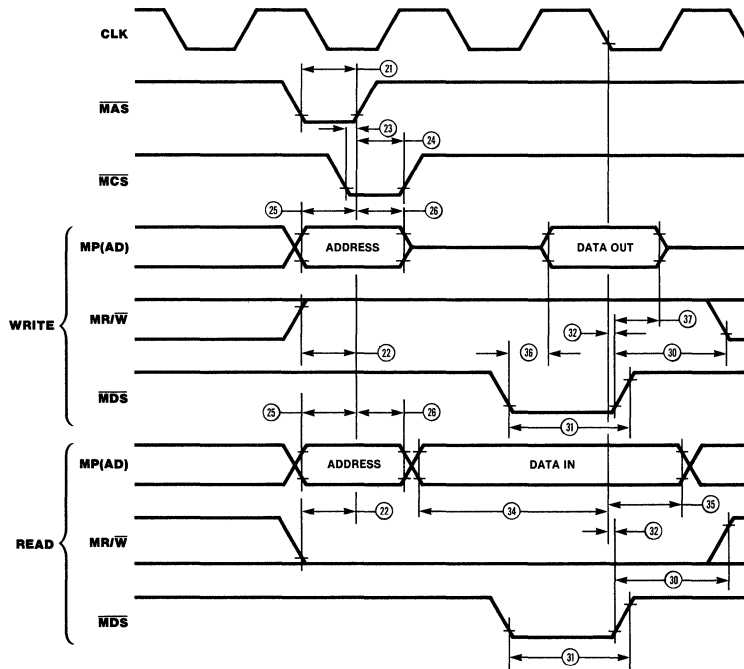 CLK
21
MAS
23
24
MCS
25
26
WRITE
MP(AD)
ADDRESS
DATA OUT
MR/W
37
32
36
30
22
MDS
25
26
31
READ
MP(AD)
ADDRESS
DATA IN
35
22
34
32
MR/W
30
MDS
31